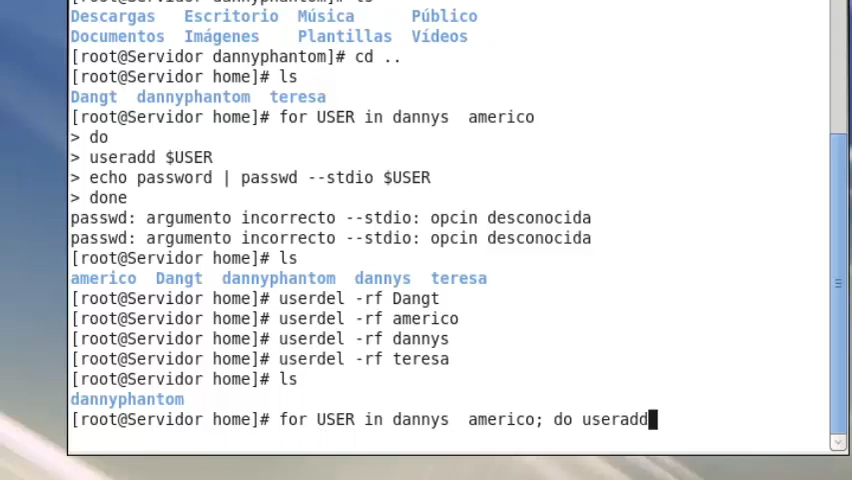 Descargas Escritorio Música Público
Documentos Imágenes Plantillas Vídeos
[root@Servidor dannyphantom]# cd ..
[root@Servidor home]# ls
Dangt dannyphantom teresa
[root@Servidor home]# for USER in dannys  americo
> do
> useradd $USER
> echo password | passwd --stdio $USER
> done
passwd: argumento incorrecto --stdio: opcin desconocida
passwd: argumento incorrecto --stdio: opcin desconocida
[root@Servidor home]# ls
americo Dangt dannyphantom dannys teresa
[root@Servidor home]# userdel -rf Dangt
[root@Servidor home]# userdel -rf americo
[root@Servidor home]# userdel -rf dannys
[root@Servidor home]# userdel -rf teresa
[root@Servidor home]# ls
dannyphantom
[root@Servidor home]# for USER in dannys  americo; do useradd